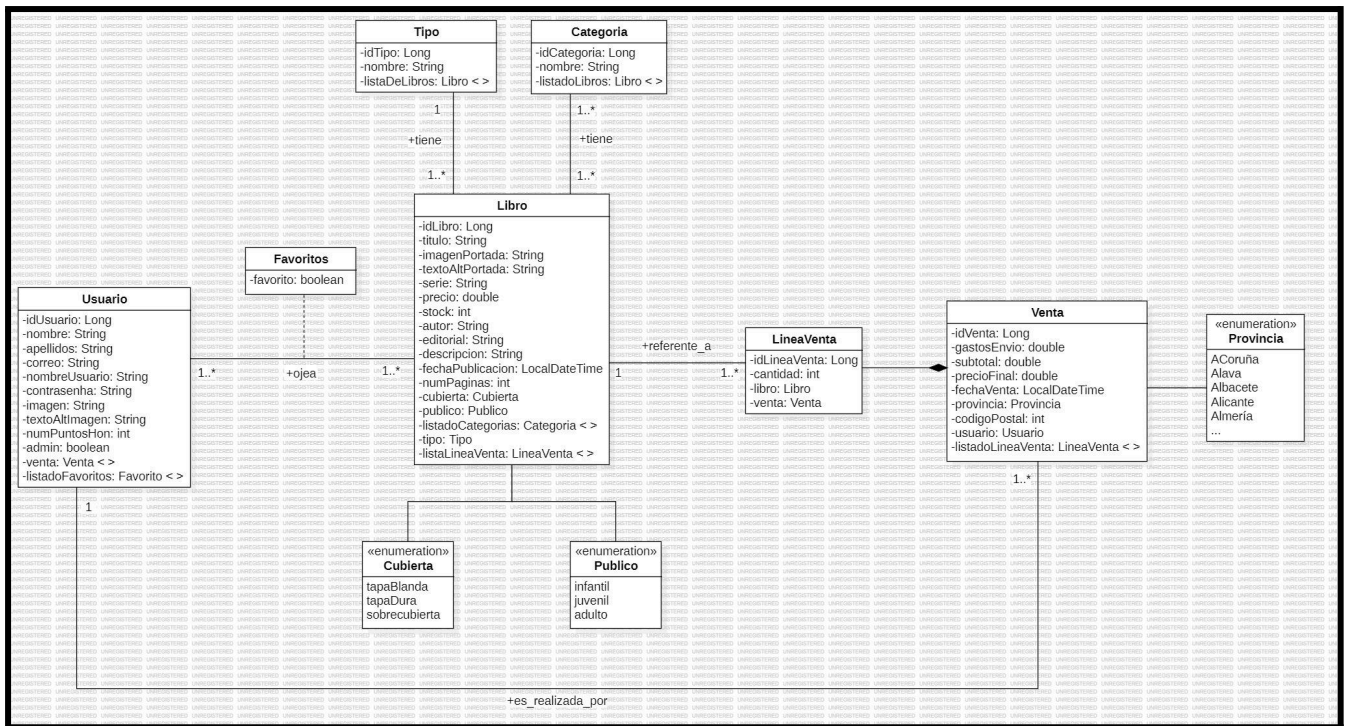 Tipo
-idTipo: Long
-nombre: String
-listaDeLibros: Libro < >
Categoria
-idCategoria: Long
-nombre: String
-listadoLibros: Libro < >
1
+tiene
1..*
1..*
+tiene
1..*
Libro
-idLibro: Long
-titulo: String
-imagenPortada: String
-textoAltPortada: String
-serie: String
-precio: double
-stock: int
-autor: String
-editorial: String
-descripcion: String
-fechaPublicacion: LocalDateTime
-numPaginas: int
-cubierta: Cubierta
-publico: Publico
-listadoCategorias: Categoria < >
-tipo: Tipo
-listaLineaVenta: LineaVenta < >
Favoritos
-favorito: boolean
Usuario
-idUsuario: Long
-nombre: String
-apellidos: String
-correo: String
-nombreUsuario: String
-contrasenha: String
-imagen: String
-textoAltImagen: String
-numPuntosHon: int
-admin: boolean
-venta: Venta < >
-listadoFavoritos: Favorito < >
1..*
+ojea
1..*
+referente_a
1
1..*
LineaVenta
-idLineaVenta: Long
-cantidad: int
-libro: Libro
-venta: Venta
Venta
-idVenta: Long
-gastosEnvio: double
-subtotal: double
-precioFinal: double
-fechaVenta: LocalDateTime
-provincia: Provincia
-codigoPostal: int
-usuario: Usuario
-listadoLineaVenta: LineaVenta < >
«enumeration»
Provincia
ACoruña
Alava
Albacete
Alicante
Almería
...
1
1..*
«enumeration»
Cubierta
tapaBlanda
tapaDura
sobrecubierta
«enumeration»
Publico
infantil
juvenil
adulto
+es_realizada_por